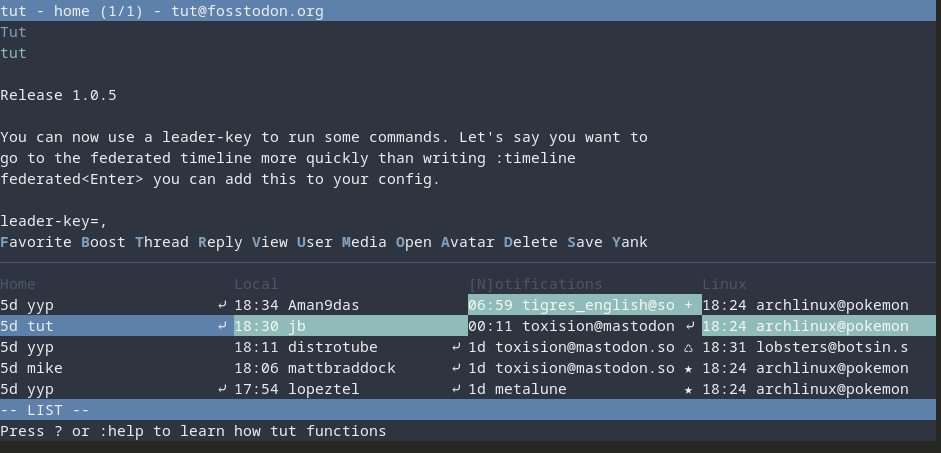 tut - home (1/1) - tut@fosstodon.org
Tut
tut
Release 1.0.5
You can now use a leader-key to run some commands. Let's say you want to
go to the federated timeline more quickly than writing :timeline
federated<Enter> you can add this to your config.
leader-key=,
Favorite Boost Thread Reply View User Media Open Avatar Delete Save Yank
Home Local [N]otifications Linux
5d yyp ⤶ 18:34 Aman9das 06:59 tigres_english@so + 18:24 archlinux@pokemon
5d tut ⤶ 18:30 jb 00:11 toxision@mastodon ⤶ 18:24 archlinux@pokemon
5d yyp 18:11 distrotube ⤶ 1d toxision@mastodon.so ♺ 18:31 lobsters@botsin.s
5d mike 18:06 mattbraddock ⤶ 1d toxision@mastodon.so ★ 18:24 archlinux@pokemon
5d yyp ⤶ 17:54 lopeztel ⤶ 1d metalune ★ 18:24 archlinux@pokemon
-- LIST --
Press ? or :help to learn how tut functions